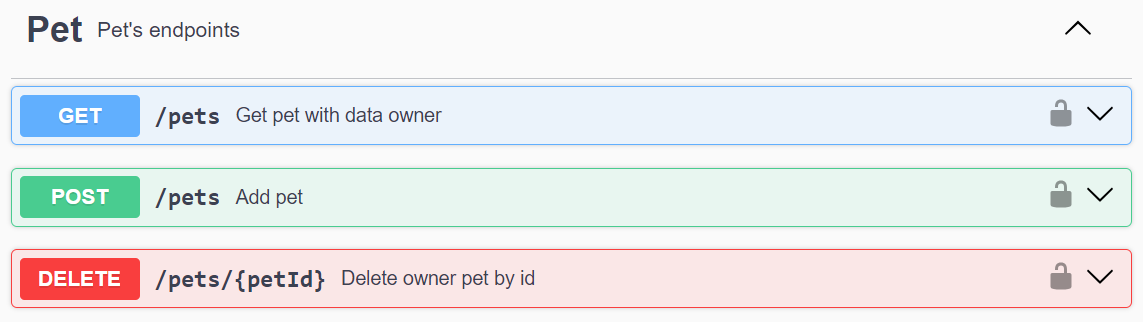 Pet Pet's endpoints
GET /pets Get pet with data owner
POST /pets Add pet
DELETE /pets/{petId} Delete owner pet by id